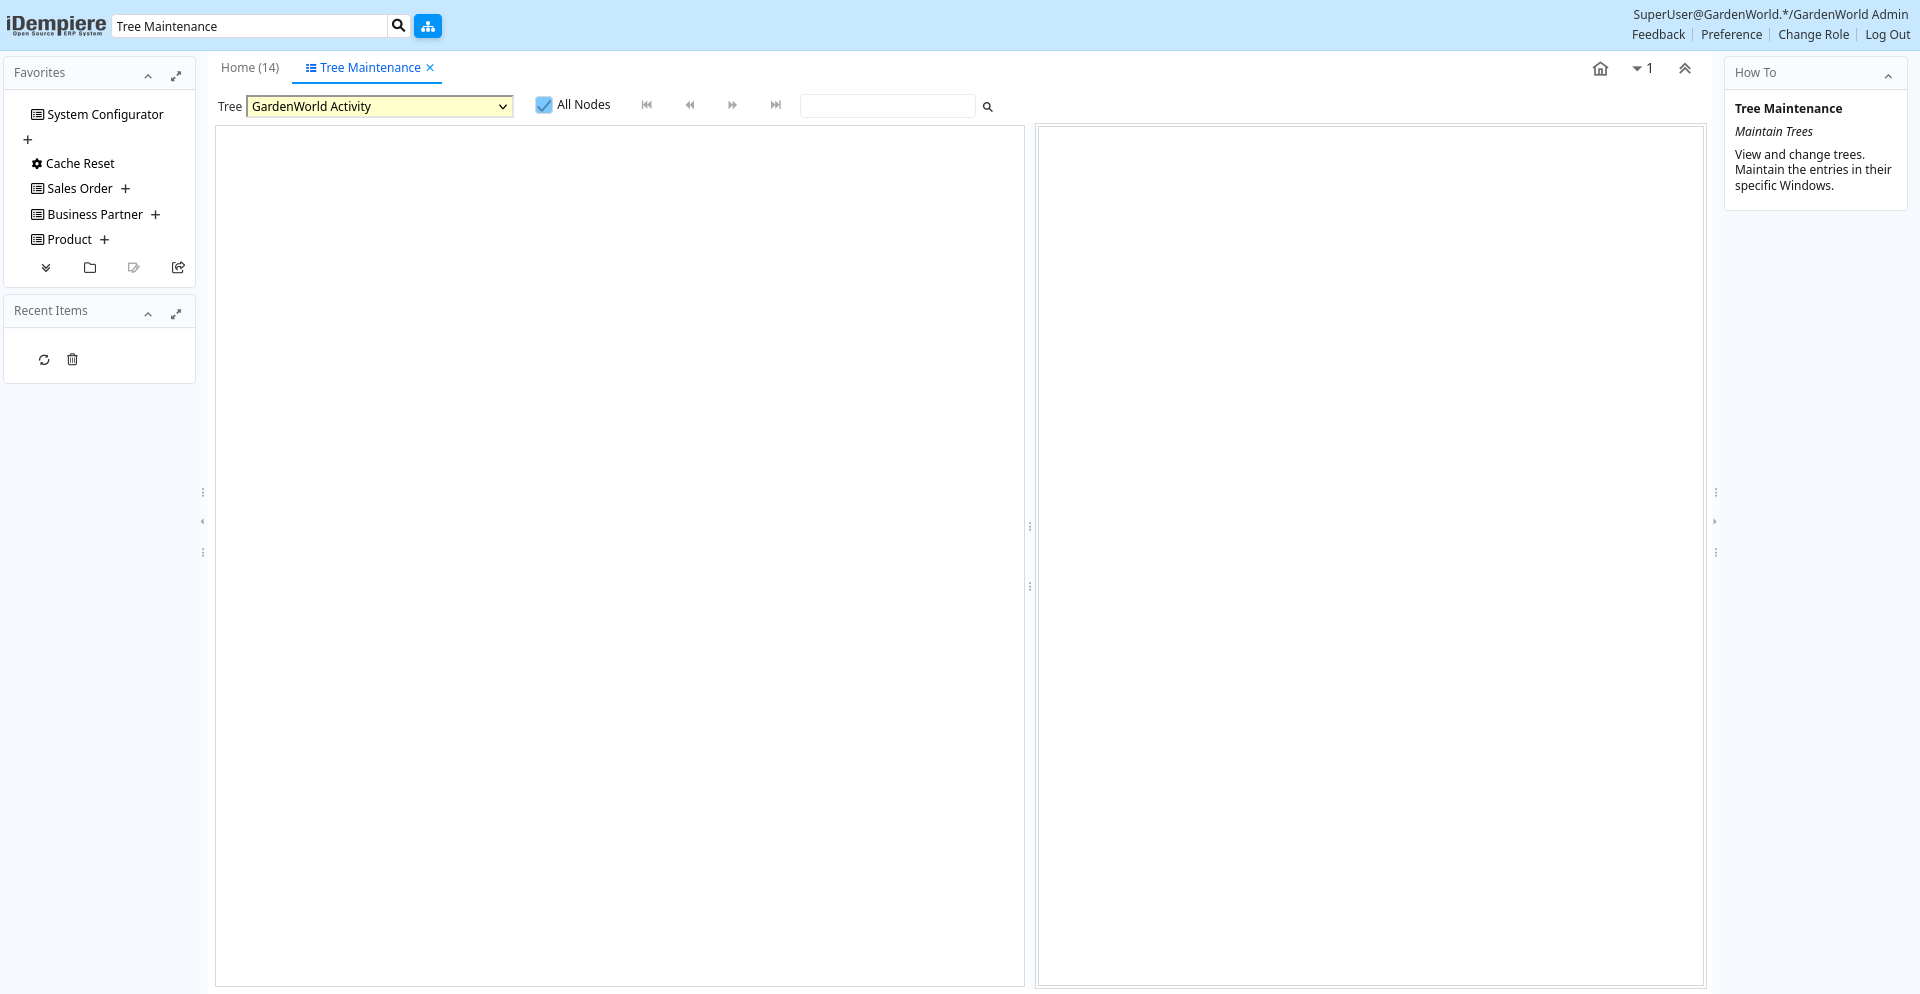 iDempiere
Open Source ERP System
Tree Maintenance
SuperUser@GardenWorld.*/GardenWorld Admin
Feedback
Preference
Change Role
Log Out
Favorites
System Configurator
Cache Reset
Sales Order
Business Partner
Product
Recent Items
Home (14)
Tree Maintenance
1
Tree
GardenWorld Activity
All Nodes
How To
Tree Maintenance
Maintain Trees
View and change trees.
Maintain the entries in their
specific Windows.